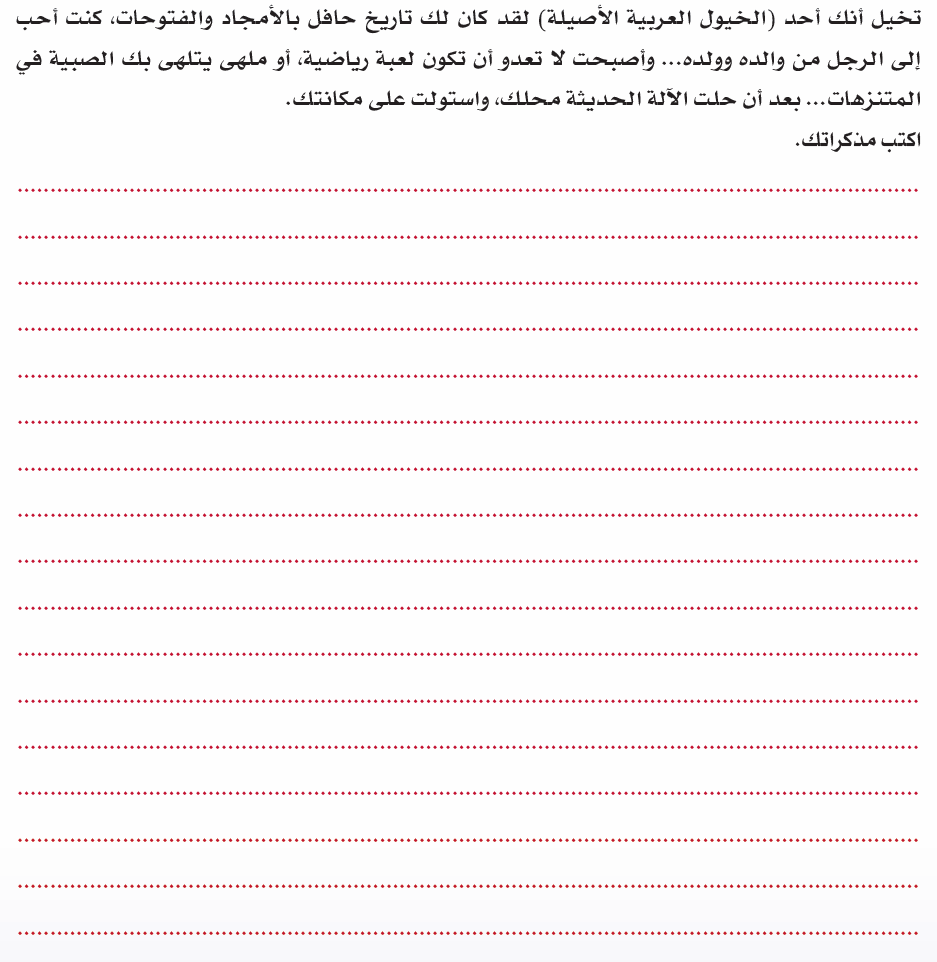 تخيل أنك أحد (الخيول العربية الأصيلة) لقد كان لك تاريخ حافل بالأمجاد والفتوحات، كنت أحب
إلى الرجل من والده وولده... وأصبحت لا تعدو أن تكون لعبة رياضية، أو ملهى يتلهى بك الصبية في
المتنزهات... بعد أن حلت الآلة الحديثة محلك، واستولت على مكانتك.
اكتب مذكراتك.